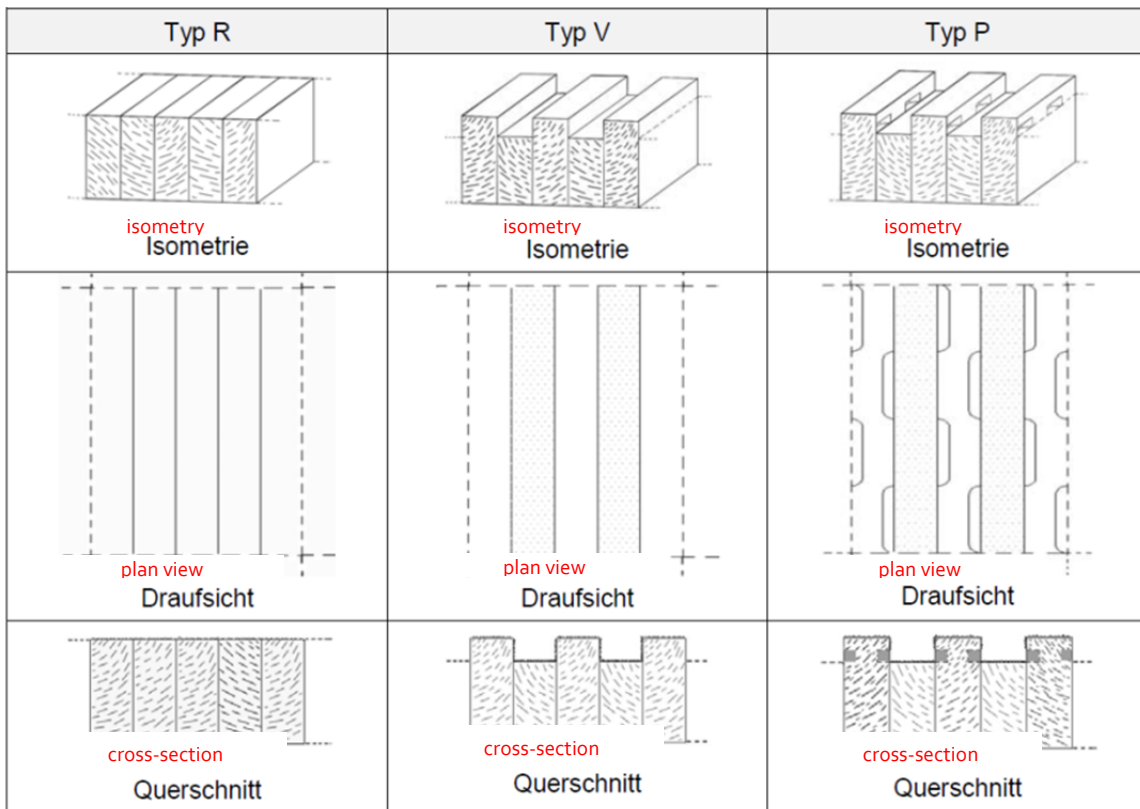 Typ R
Typ V
Typ P
isometry
Isometrie
isometry
Isometrie
isometry
Isometrie
plan view
Draufsicht
plan view
Draufsicht
plan view
Draufsicht
cross-section
Querschnitt
cross-section
Querschnitt
cross-section
Querschnitt